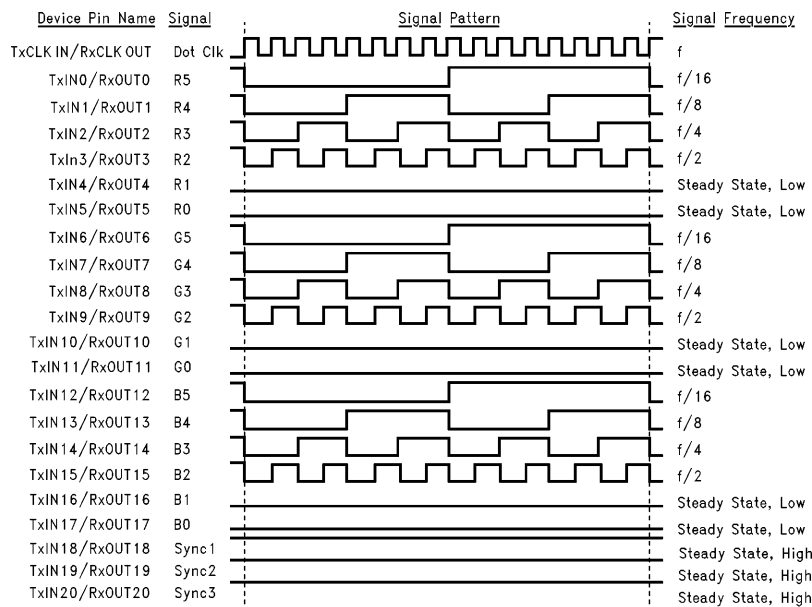 Device Pin Name Signal Signal Pattern Signal Frequency
TxCLK IN/RxCLK OUT Dot Clk f
TxIN0/RxOUT0 R5 f/16
TxIN1/RxOUT1 R4 f/8
TxIN2/RxOUT2 R3 f/4
TxIn3/RxOUT3 R2 f/2
TxIN4/RxOUT4 R1 Steady State, Low
TxIN5/RxOUT5 R0 Steady State, Low
TxIN6/RxOUT6 G5 f/16
TxIN7/RxOUT7 G4 f/8
TxIN8/RxOUT8 G3 f/4
TxIN9/RxOUT9 G2 f/2
TxIN10/RxOUT10 G1 Steady State, Low
TxIN11/RxOUT11 G0 Steady State, Low
TxIN12/RxOUT12 B5 f/16
TxIN13/RxOUT13 B4 f/8
TxIN14/RxOUT14 B3 f/4
TxIN15/RxOUT15 B2 f/2
TxIN16/RxOUT16 B1 Steady State, Low
TxIN17/RxOUT17 B0 Steady State, Low
TxIN18/RxOUT18 Sync1 Steady State, High
TxIN19/RxOUT19 Sync2 Steady State, High
TxIN20/RxOUT20 Sync3 Steady State, High